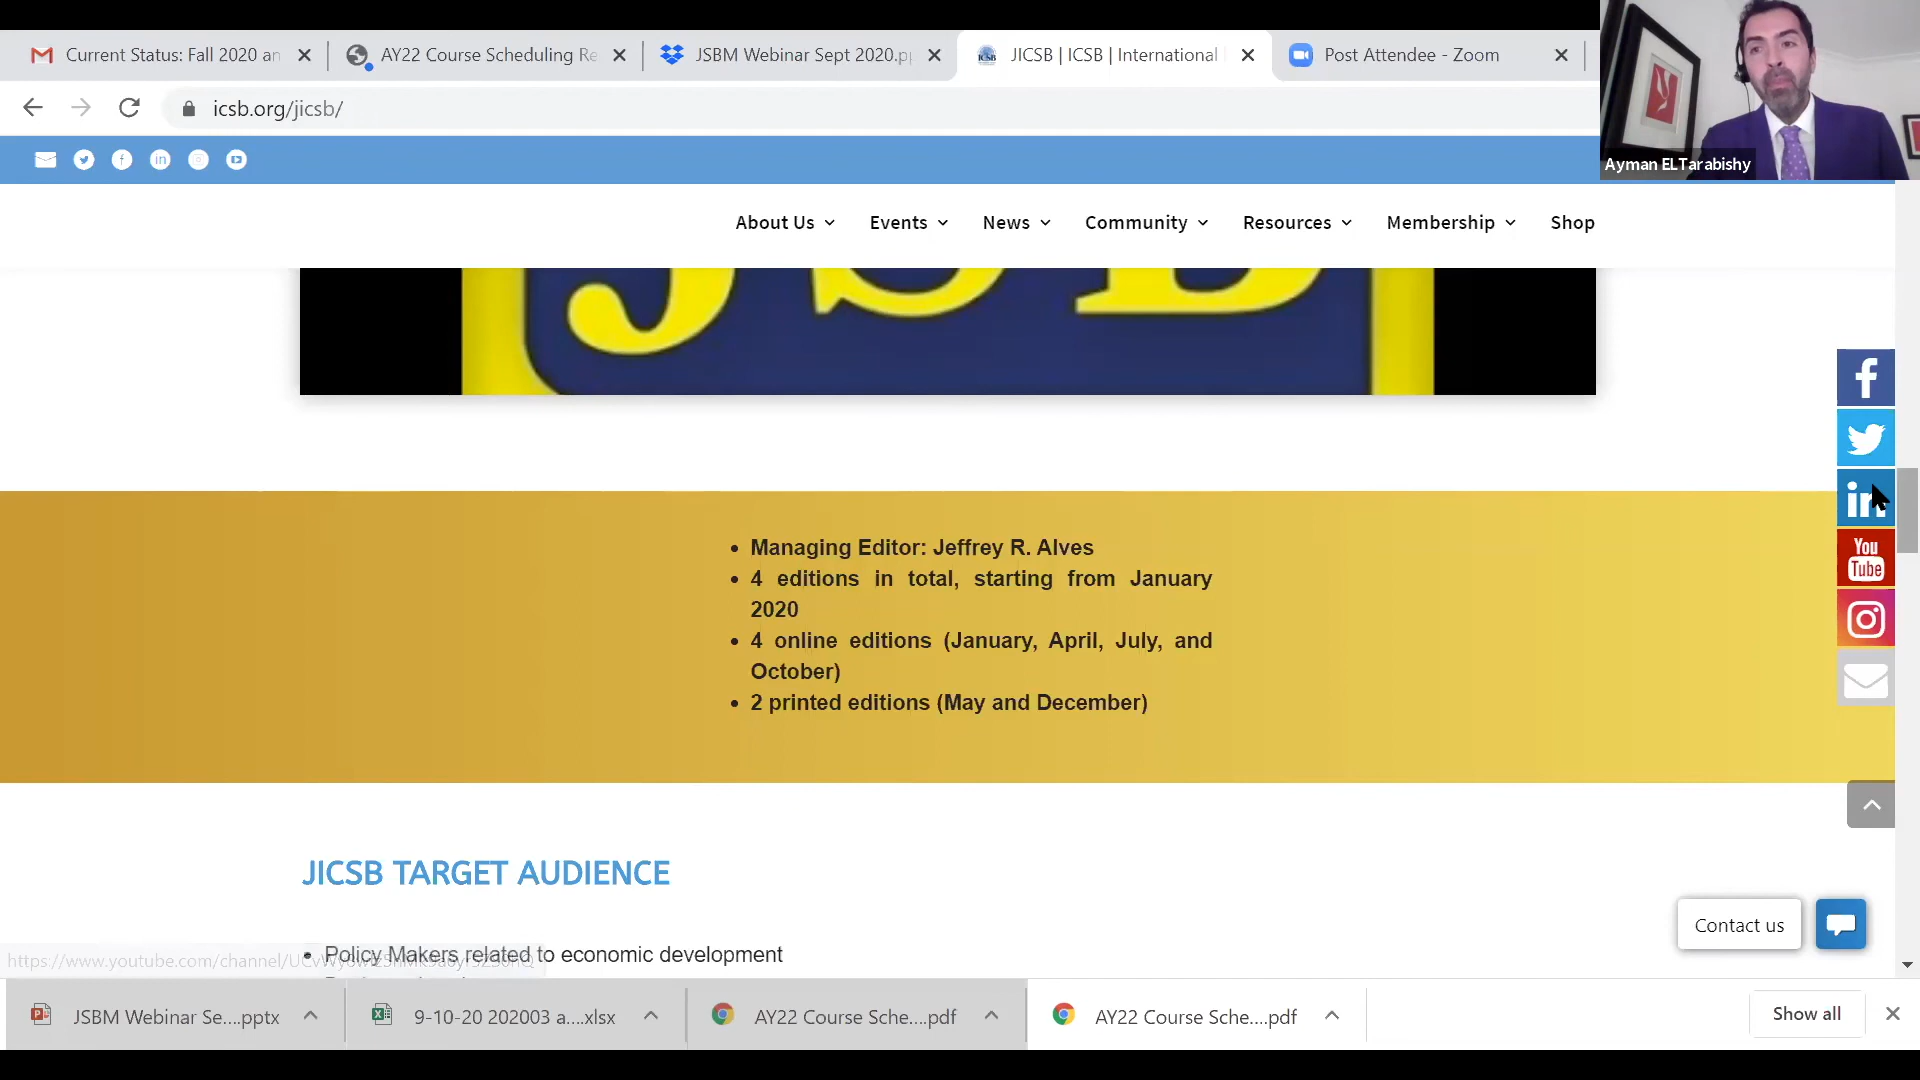 Current Status: Fall 2020 an
AY22 Course Scheduling Re
JSBM Webinar Sept 2020.p
JICSB | ICSB | International
Post Attendee - Zoom
icsb.org/jicsb/
Ayman ELTarabishy
About Us
Events
News
Community
Resources
Membership
Shop
JSB
Managing Editor: Jeffrey R. Alves
4 editions in total, starting from January
2020
4 online editions (January, April, July, and
October)
2 printed editions (May and December)
You
Tube
JICSB TARGET AUDIENCE
Policy Makers related to economic development
Contact us
JSBM Webinar Se....pptx
9-10-20 202003 a....xlsx
AY22 Course Sche....pdf
AY22 Course Sche....pdf
Show all